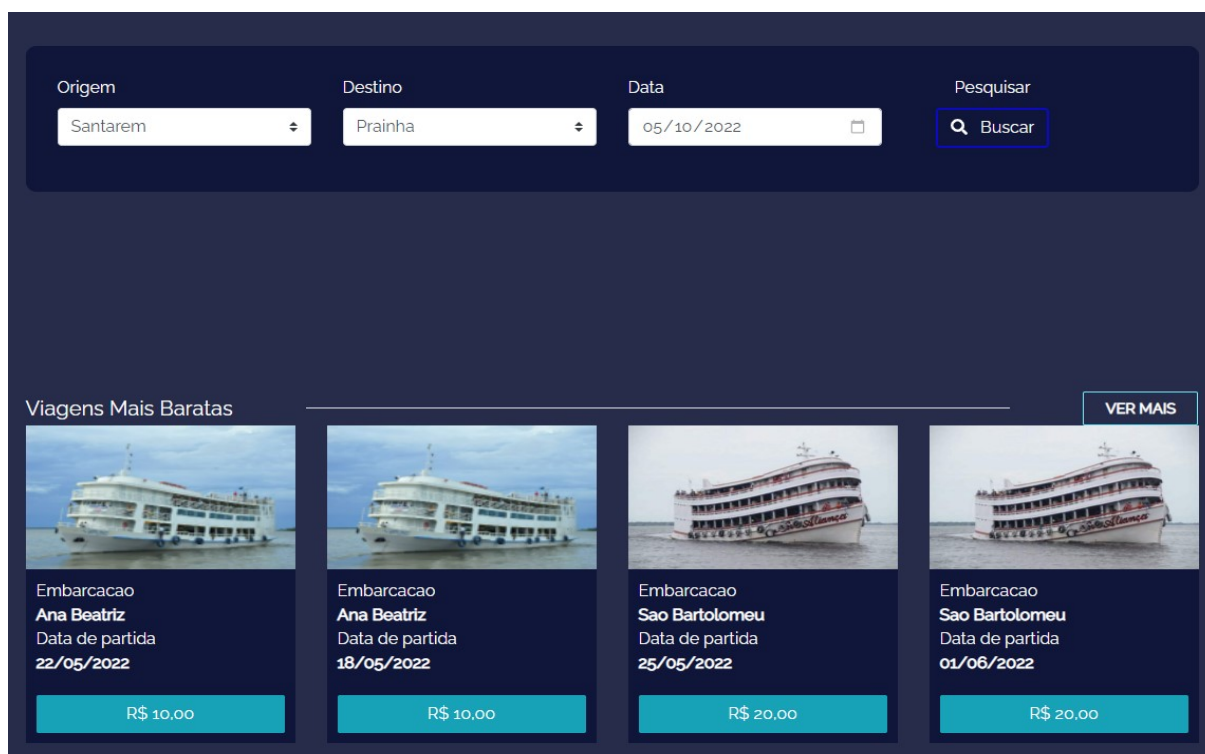 Origem Destino Data Pesquisar
Santarem Prainha 05/10/2022 Buscar
Viagens Mais Baratas VER MAIS
Aliança Aliança
Embarcacao Embarcacao Embarcacao Embarcacao
Ana Beatriz Ana Beatriz Sao Bartolomeu Sao Bartolomeu
Data de partida Data de partida Data de partida Data de partida
22/05/2022 18/05/2022 25/05/2022 01/06/2022
R$ 10,00 R$ 10,00 R$ 20,00 R$ 20,00